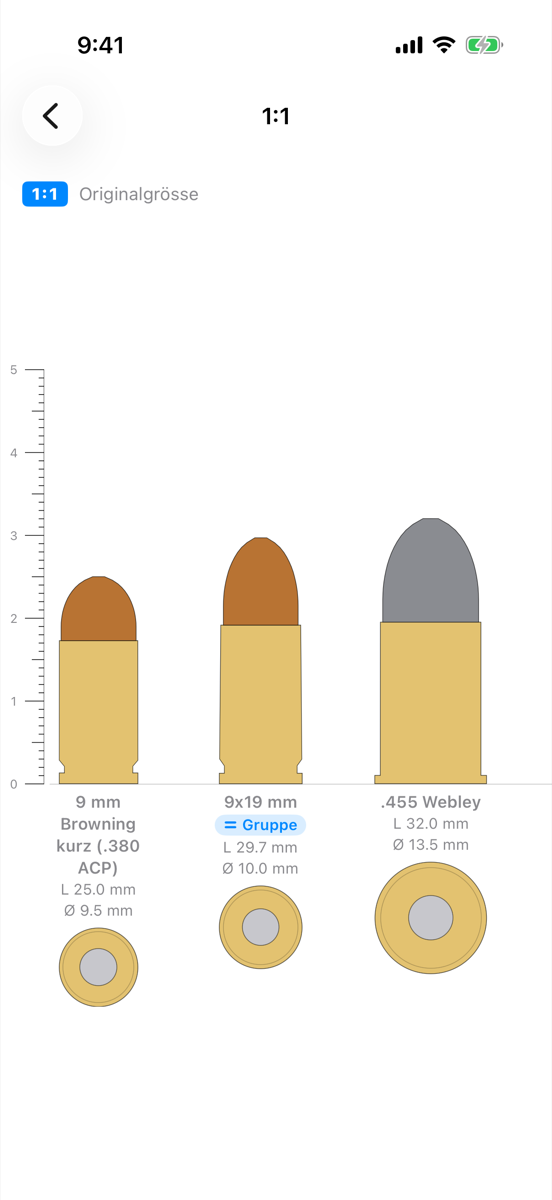 9:41
1:1
1:1 Originalgrösse
5
4
3
2
1
0
9 mm
Browning
kurz (.380
ACP)
L 25.0 mm
Ø 9.5 mm
9x19 mm
= Gruppe
L 29.7 mm
Ø 10.0 mm
.455 Webley
L 32.0 mm
Ø 13.5 mm